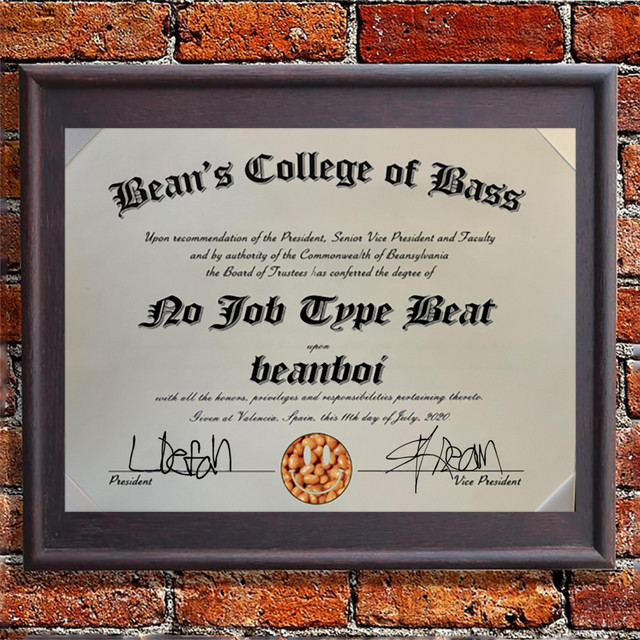 Bean's College of Bass
Upon recommendation of the President, Senior Vice President and Faculty
and by authority of the Commonwealth of Beansylvania
the Board of Trustees has conferred the degree of
No Job Type Beat
upon
beanboi
with all the honors, privileges and responsibilities pertaining thereto.
Given at Valencia, Spain, this 11th day of July, 2020
President
Vice President